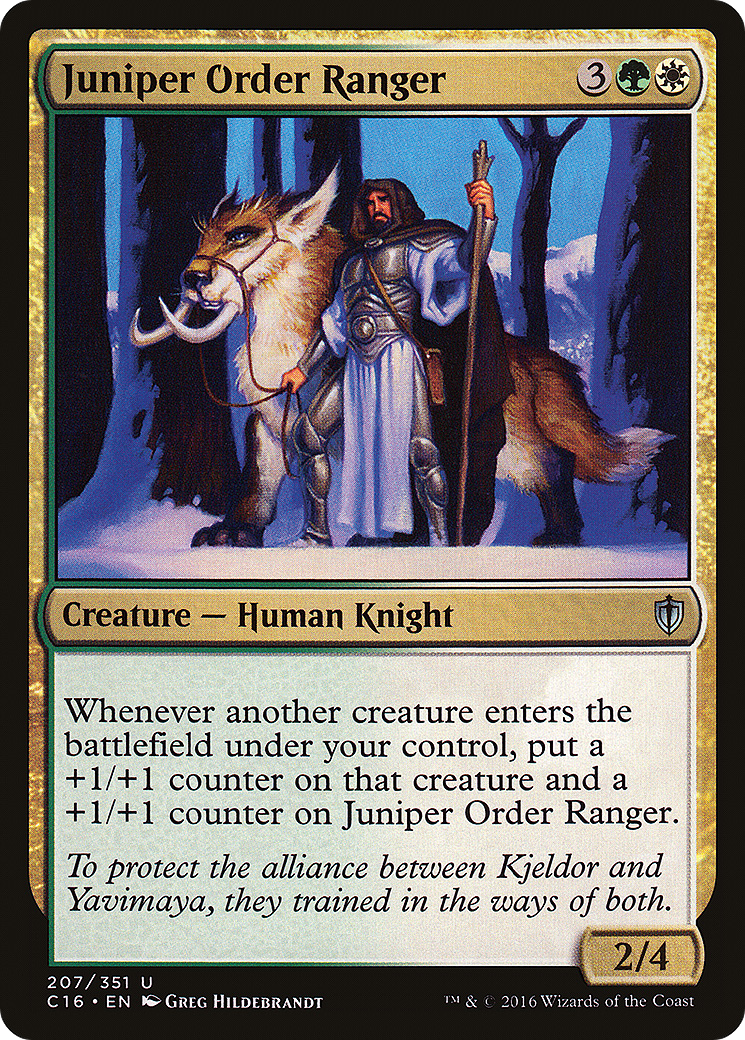 Juniper Order Ranger 3
Creature — Human Knight
Whenever another creature enters the
battlefield under your control, put a
+1/+1 counter on that creature and a
+1/+1 counter on Juniper Order Ranger.
To protect the alliance between Kjeldor and
Yavimaya, they trained in the ways of both.
2/4
207/351 U
C16 • EN Greg Hildebrandt ™ & © 2016 Wizards of the Coast